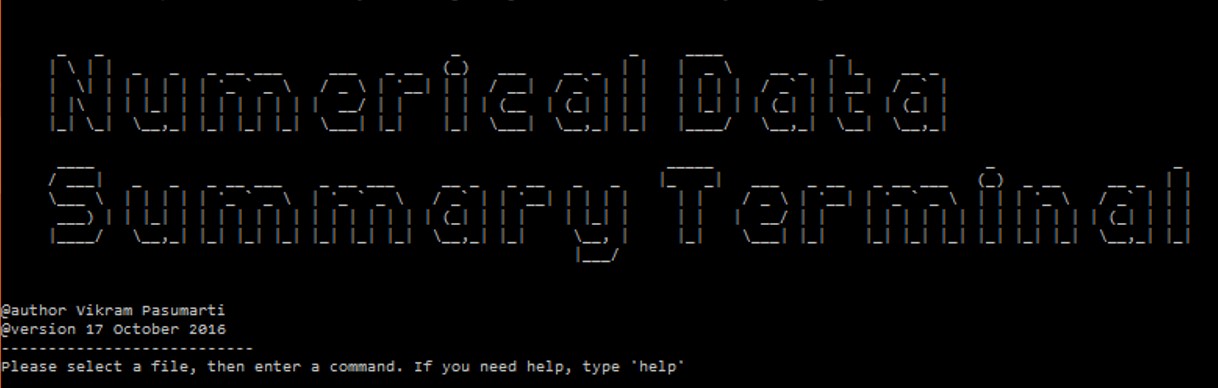 Numerical Data
Summary Terminal
@author Vikram Pasumarti
@version 17 October 2016
---------------------------
Please select a file, then enter a command. If you need help, type `help`